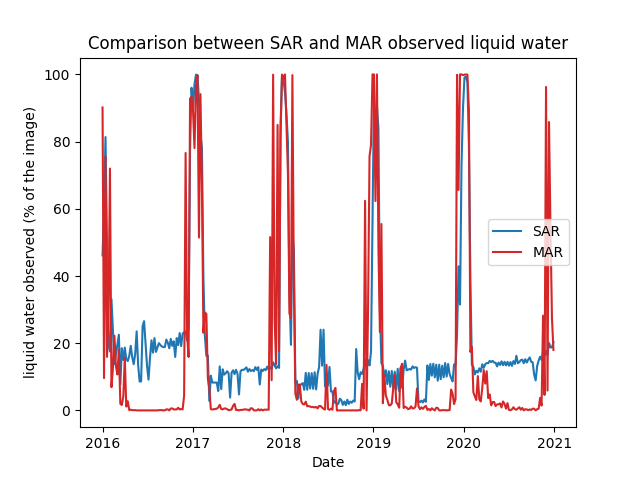 Comparison between SAR and MAR observed liquid water
liquid water observed (% of the image)
100
80
60
40
20
0
SAR
MAR
2016 2017 2018 2019 2020 2021
Date